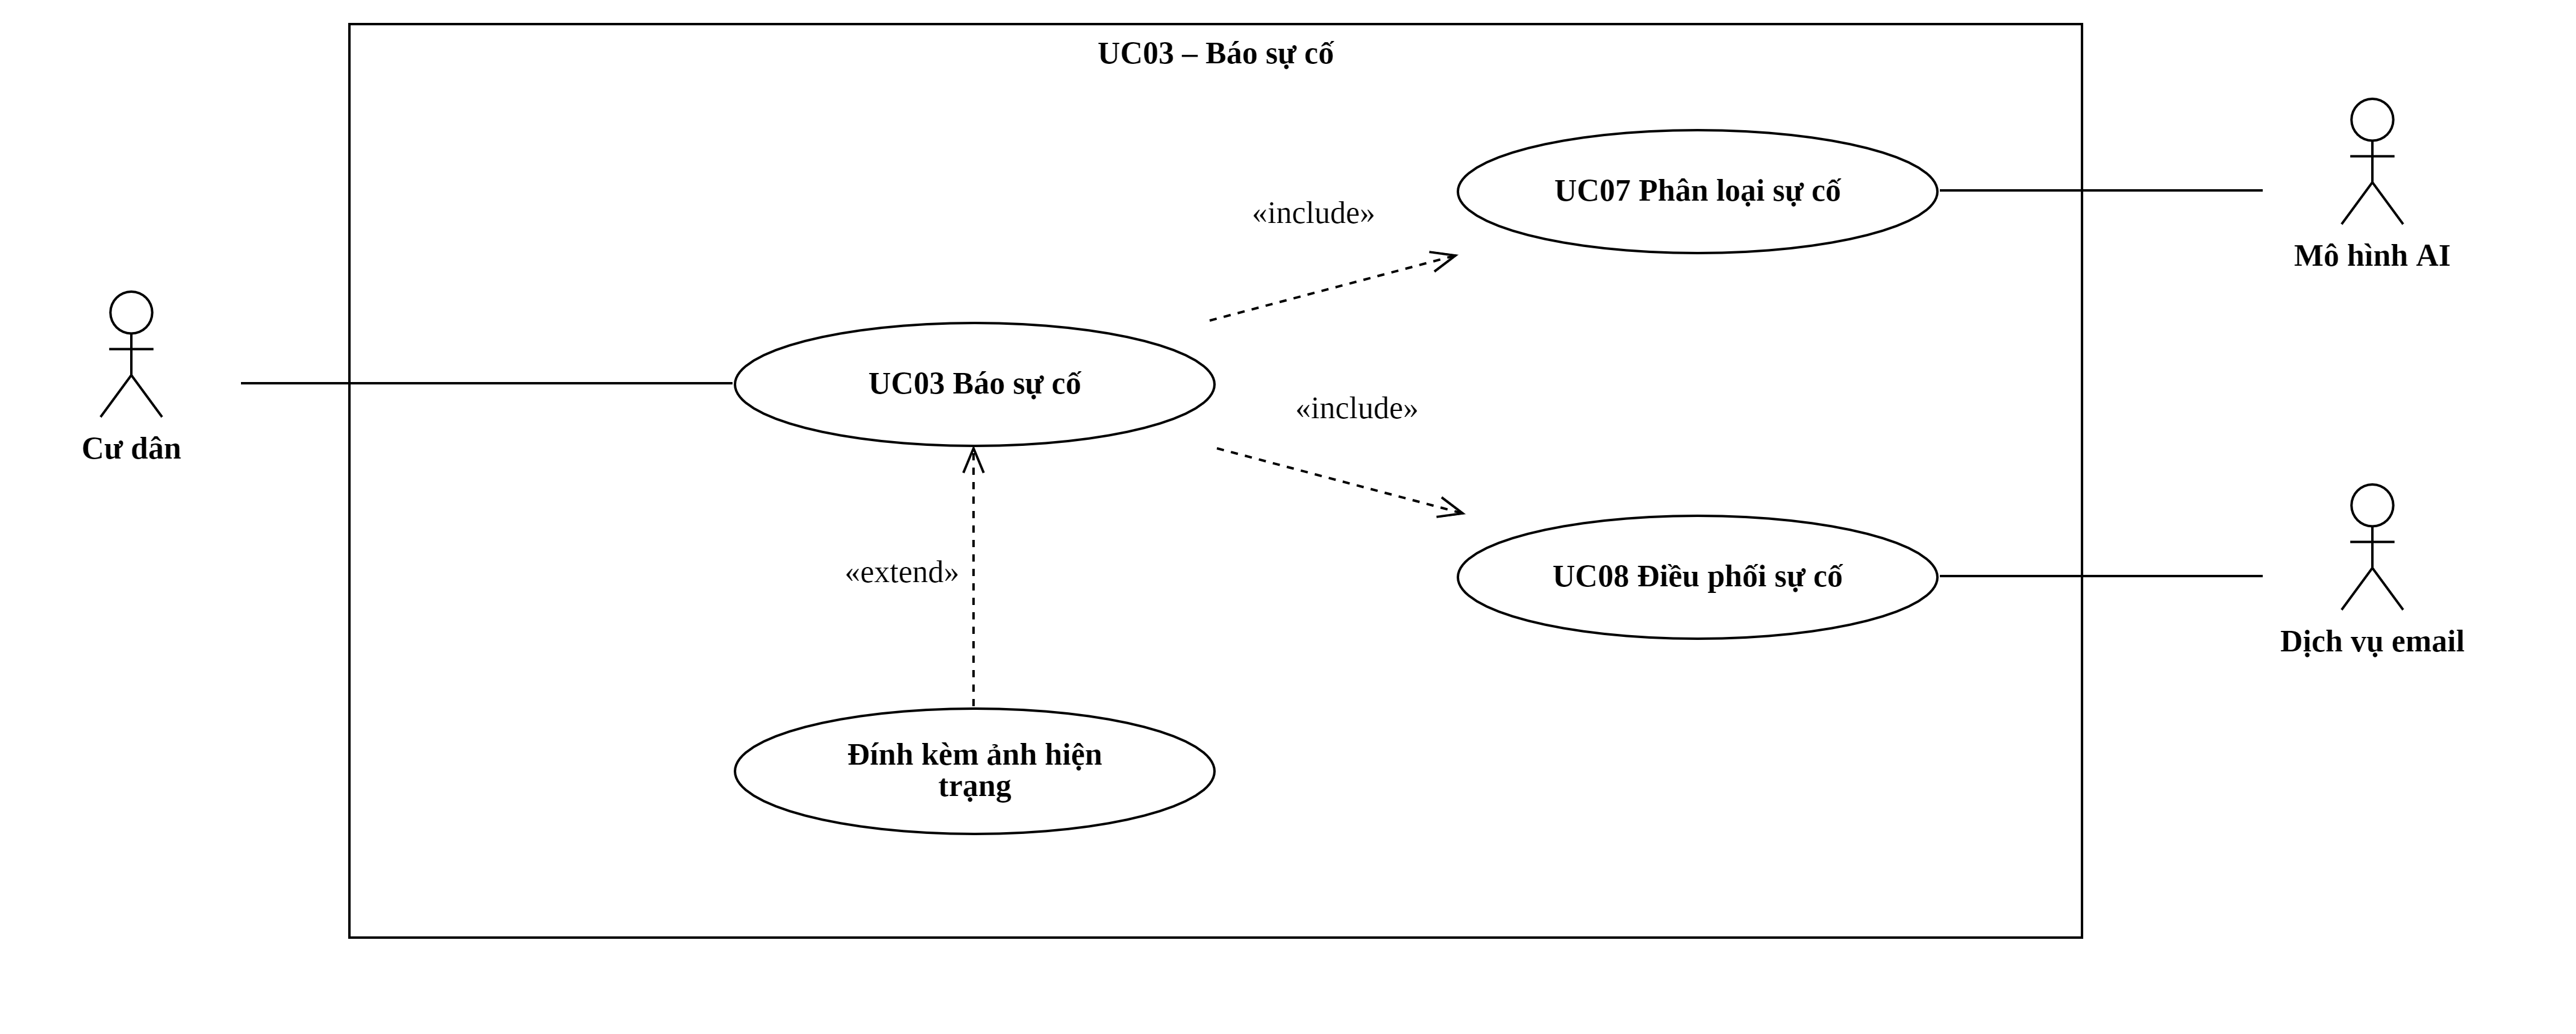 UC03 – Báo sự cố
UC07 Phân loại sự cố
«include»
Mô hình AI
UC03 Báo sự cố
«include»
Cư dân
«extend»
UC08 Điều phối sự cố
Dịch vụ email
Đính kèm ảnh hiện
trạng